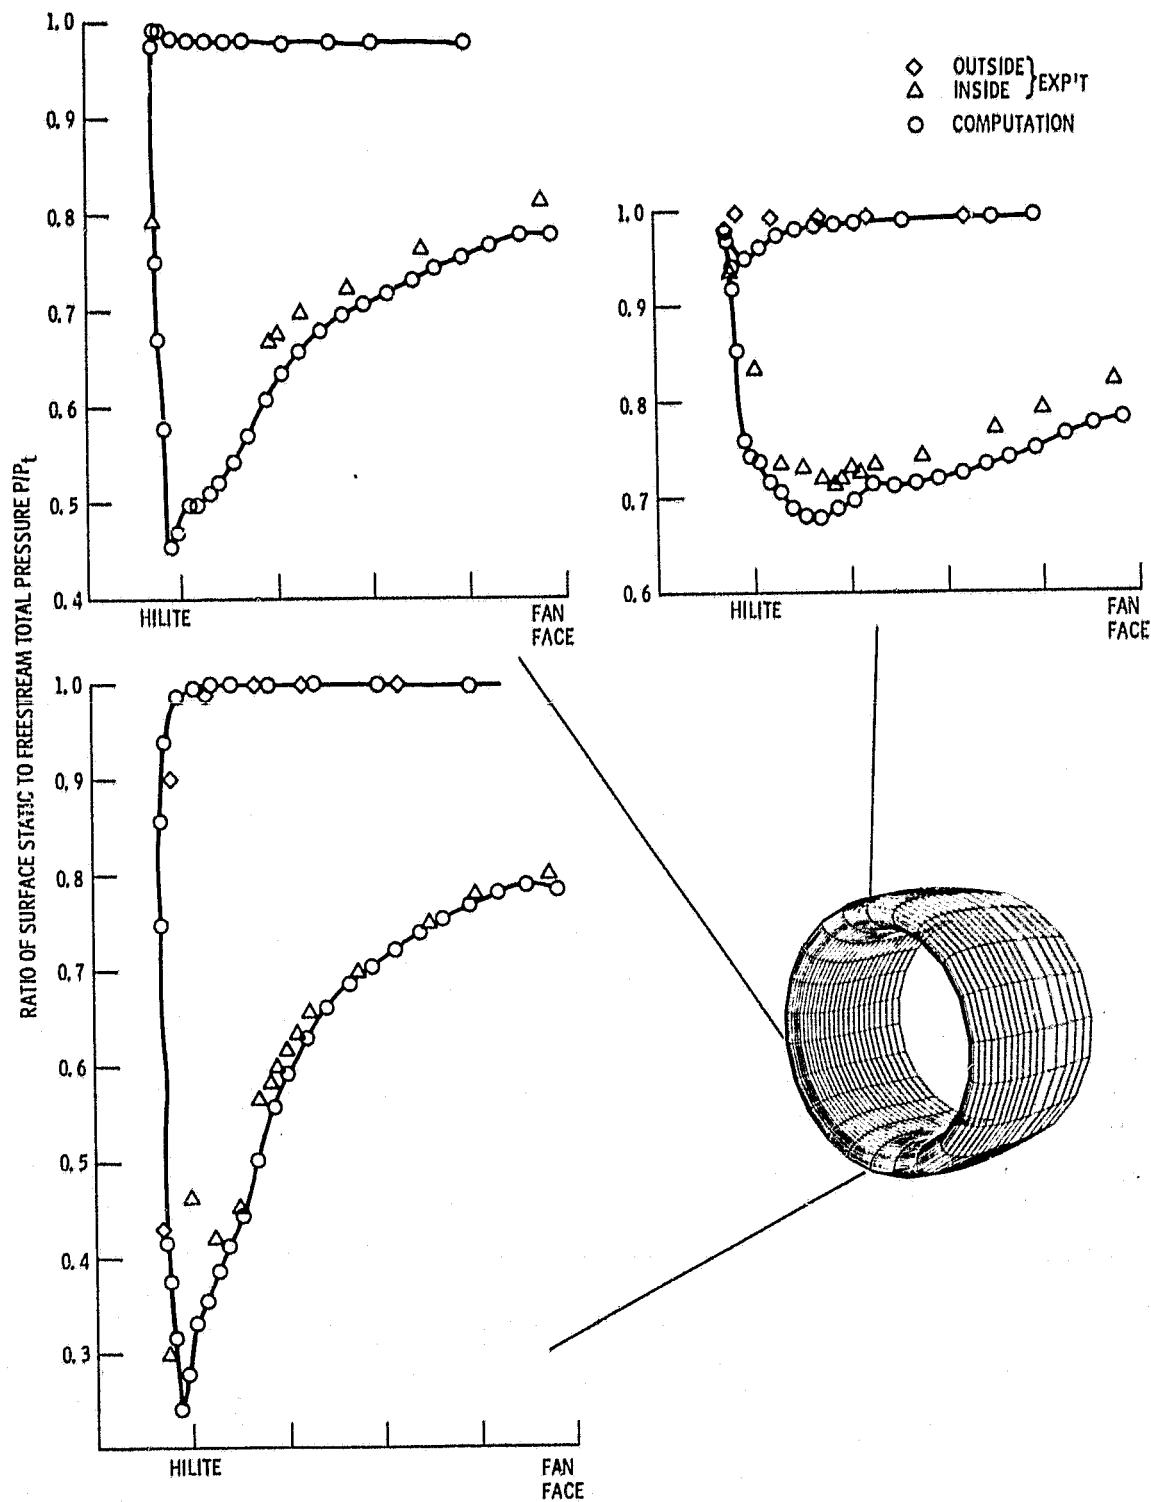 1.0
0.9
0.8
0.7
0.6
0.5
0.4
HILITE
FAN
FACE
OUTSIDE
INSIDE
} EXP'T
COMPUTATION
1.0
0.9
0.8
0.7
0.6
HILITE
FAN
FACE
RATIO OF SURFACE STATIC TO FREESTREAM TOTAL PRESSURE P/Pt
1.0
0.9
0.8
0.7
0.6
0.5
0.4
0.3
HILITE
FAN
FACE